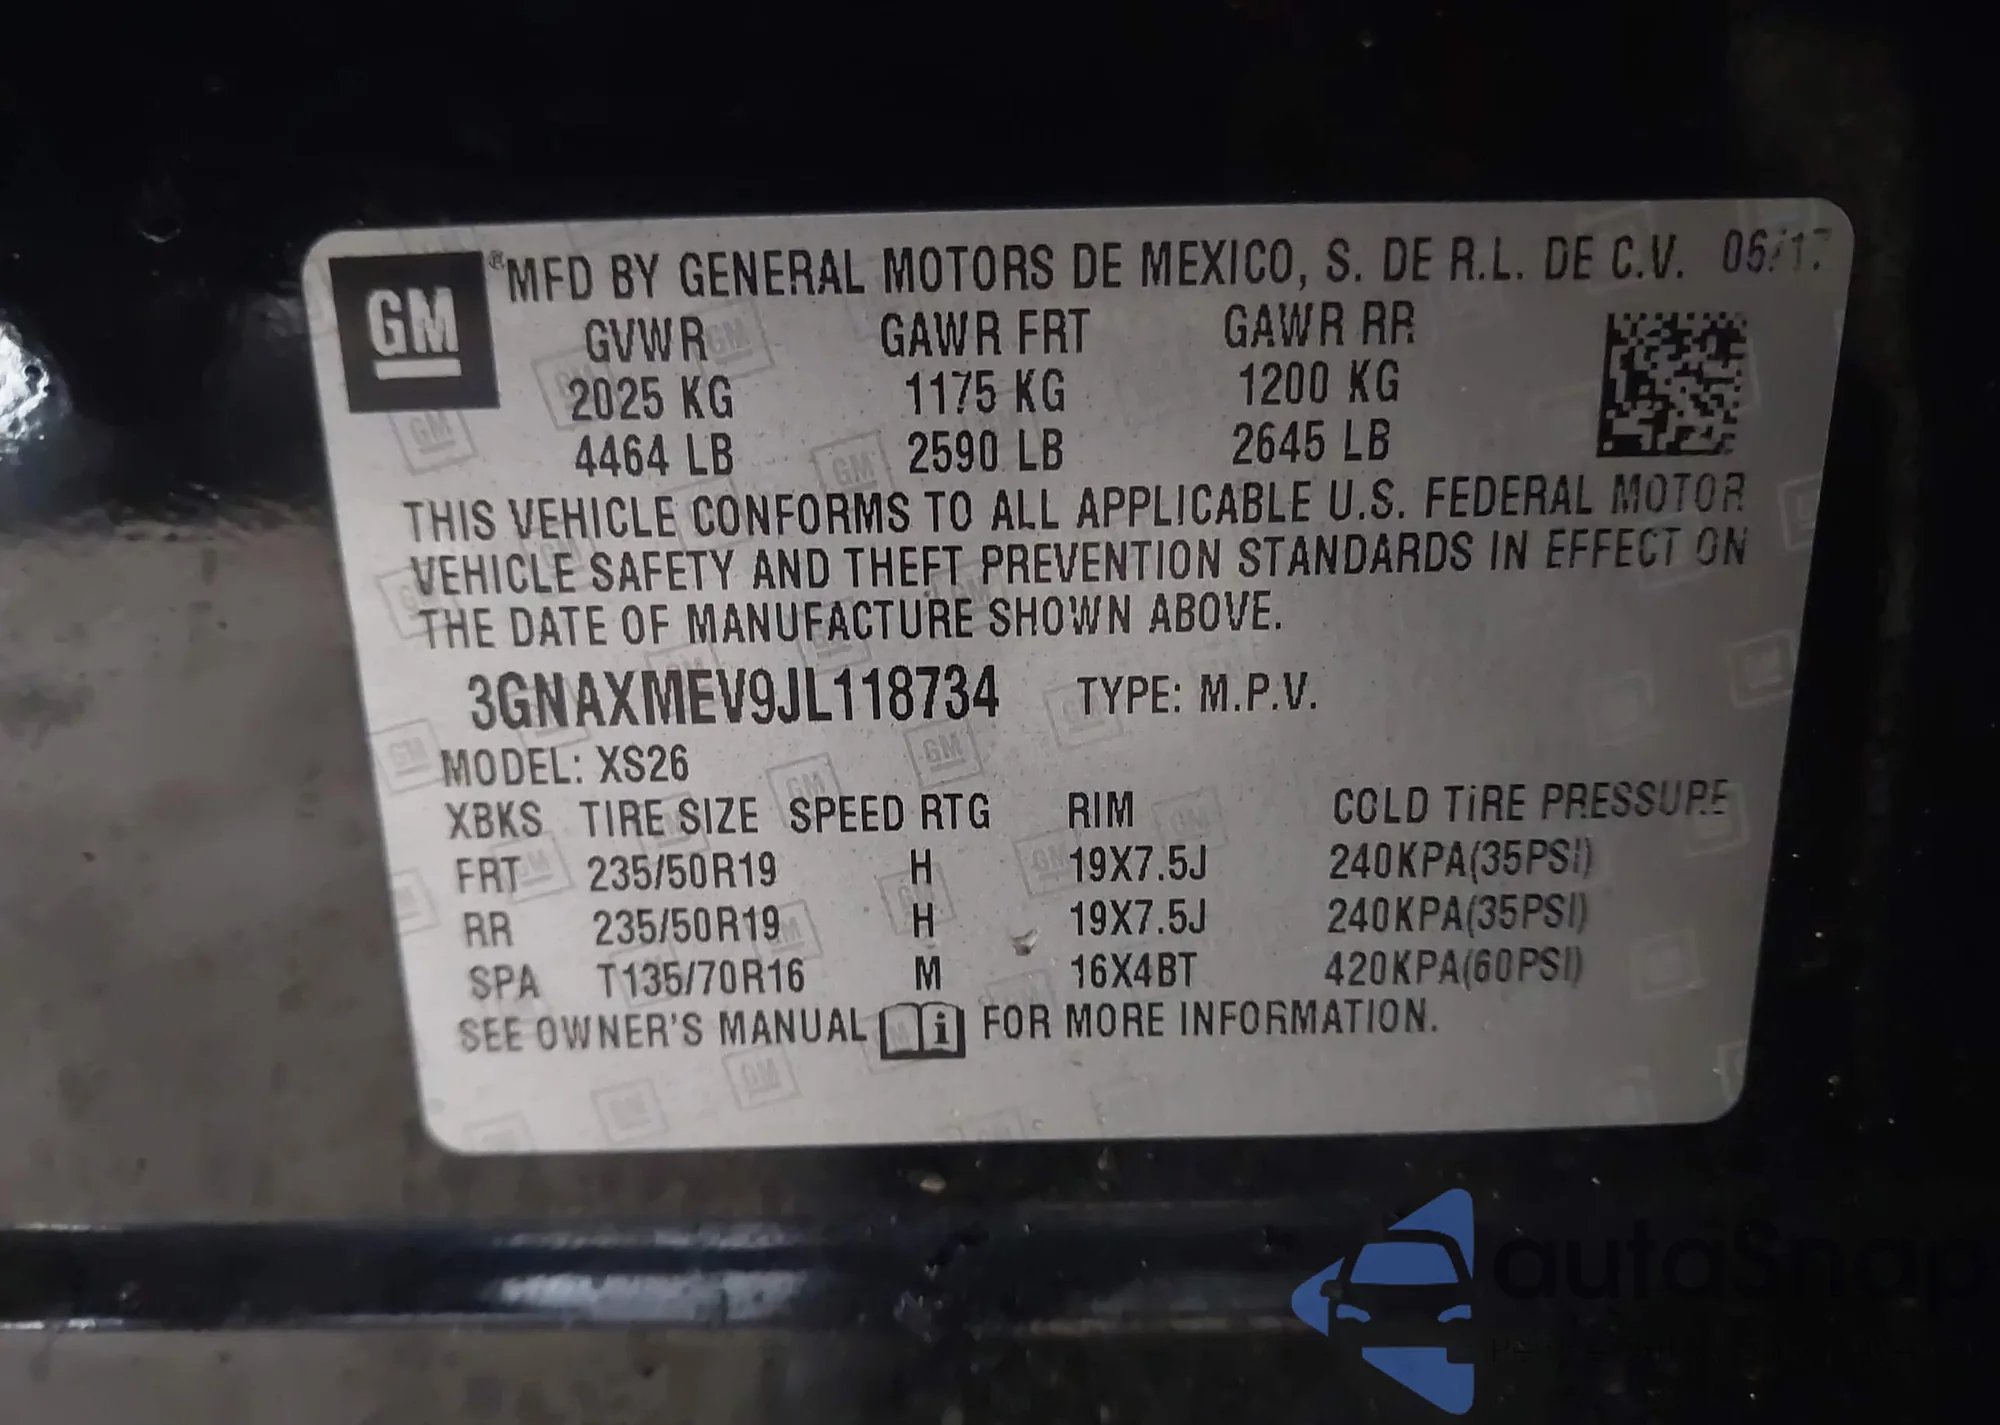 GM
®MFD BY GENERAL MOTORS DE MEXICO, S. DE R.L. DE C.V. 06/17
GVWR GAWR FRT GAWR RR
2025 KG 1175 KG 1200 KG
4464 LB 2590 LB 2645 LB
THIS VEHICLE CONFORMS TO ALL APPLICABLE U.S. FEDERAL MOTOR
VEHICLE SAFETY AND THEFT PREVENTION STANDARDS IN EFFECT ON
THE DATE OF MANUFACTURE SHOWN ABOVE.
3GNAXMEV9JL118734 TYPE: M.P.V.
MODEL: XS26
XBKS TIRE SIZE SPEED RTG RIM COLD TIRE PRESSURE
FRT 235/50R19 H 19X7.5J 240KPA(35PSI)
RR 235/50R19 H 19X7.5J 240KPA(35PSI)
SPA T135/70R16 M 16X4BT 420KPA(60PSI)
SEE OWNER'S MANUAL i FOR MORE INFORMATION.
autaSnap